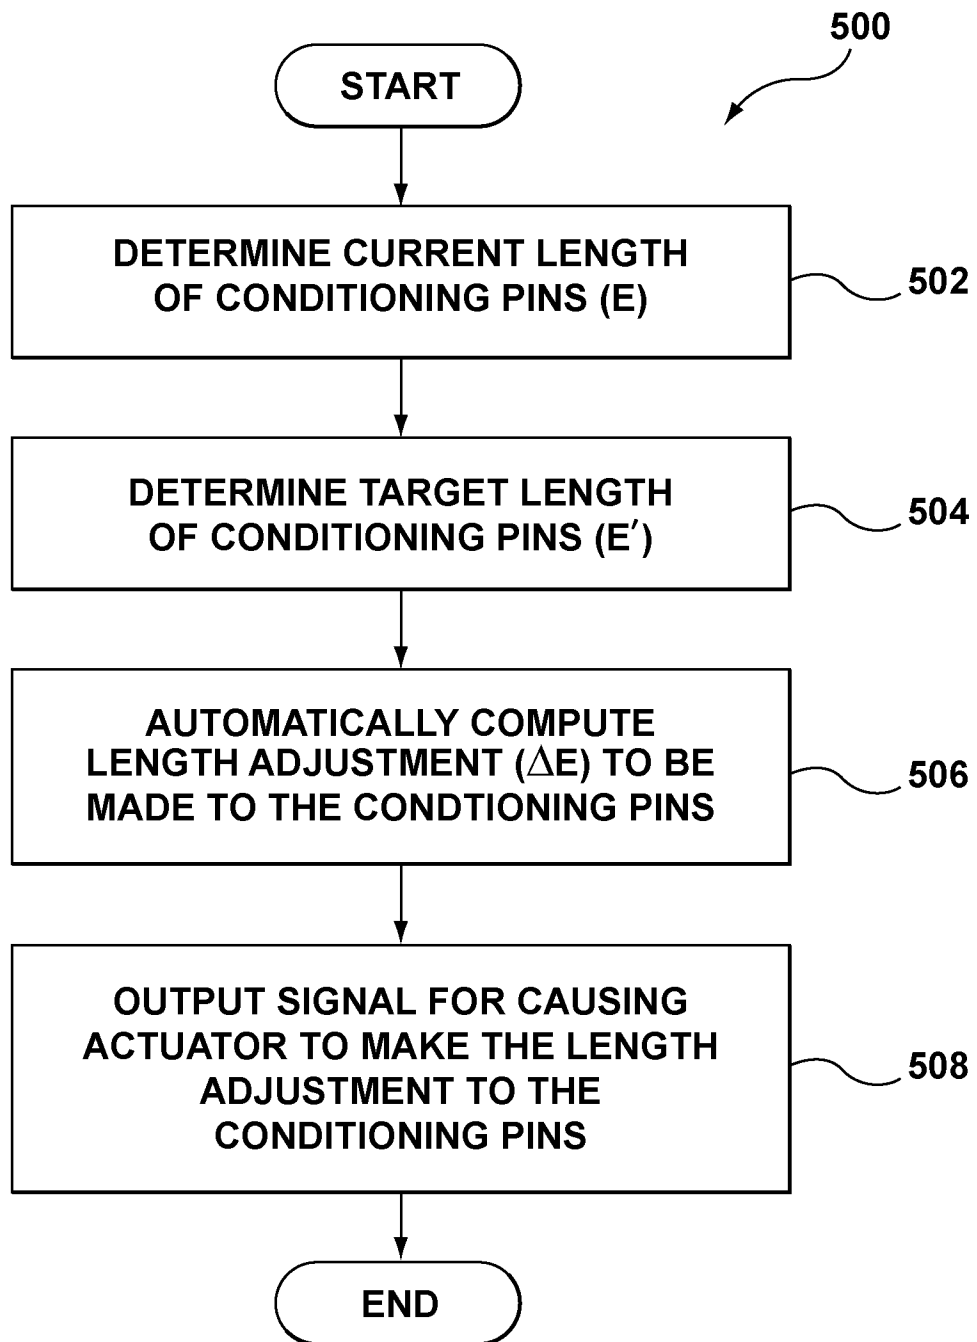 500
START
DETERMINE CURRENT LENGTH
OF CONDITIONING PINS (E)
502
DETERMINE TARGET LENGTH
OF CONDITIONING PINS (E′)
504
AUTOMATICALLY COMPUTE
LENGTH ADJUSTMENT (ΔE) TO BE
MADE TO THE CONDTIONING PINS
506
OUTPUT SIGNAL FOR CAUSING
ACTUATOR TO MAKE THE LENGTH
ADJUSTMENT TO THE
CONDITIONING PINS
508
END